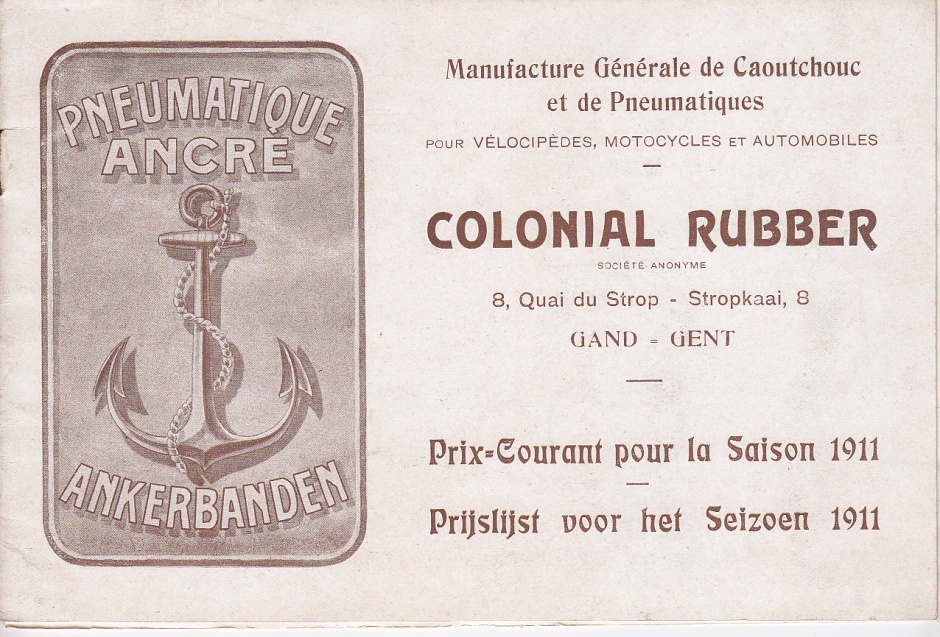 PNEUMATIQUE
ANCRÉ
ANKERBANDEN
Manufacture Générale de Caoutchouc
et de Pneumatiques
POUR VÉLOCIPÈDES, MOTOCYCLES ET AUTOMOBILES
COLONIAL RUBBER
SOCIÉTÉ ANONYME
8, Quai du Strop - Stropkaai, 8
GAND = GENT
Prix=Courant pour la Saison 1911
Prijslijst voor het Seizoen 1911